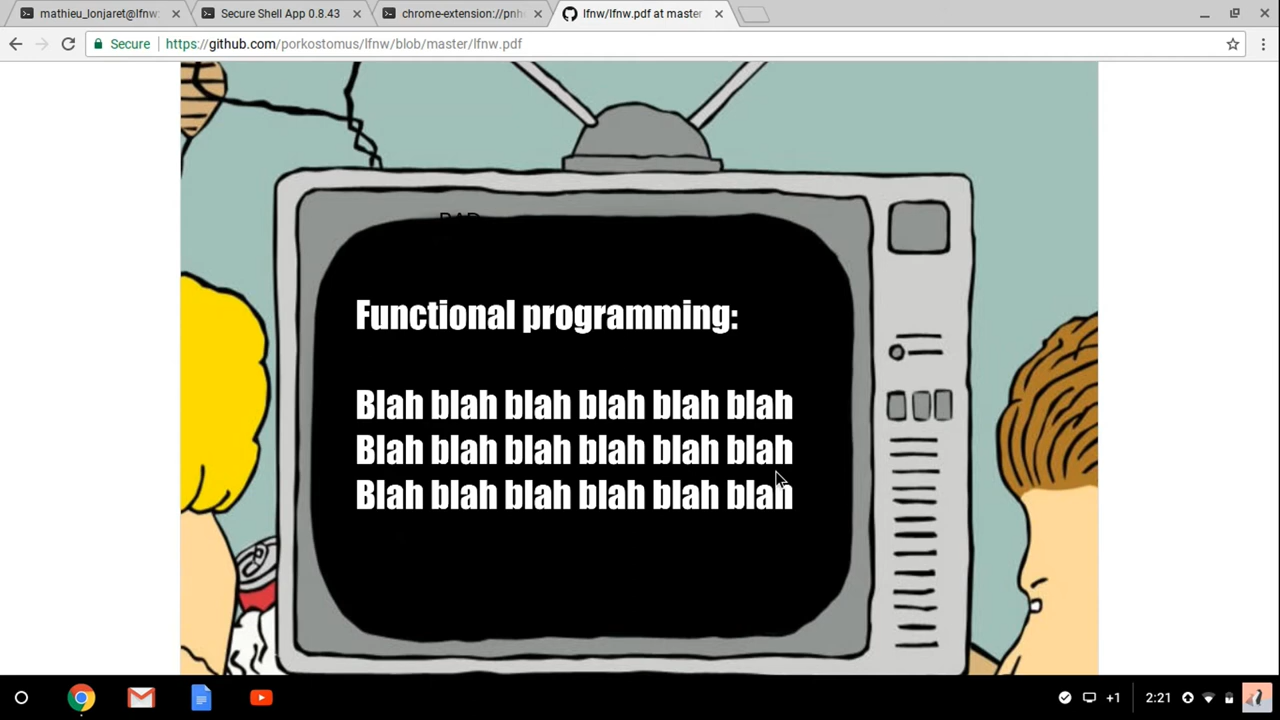 mathieu_lonjaret@lfnw:
Secure Shell App 0.8.43
chrome-extension://pnh
lfnw/lfnw.pdf at master
Secure
https://github.com/porkostomus/lfnw/blob/master/lfnw.pdf
Functional programming:
Blah blah blah blah blah blah
Blah blah blah blah blah blah
Blah blah blah blah blah blah
+1
2:21